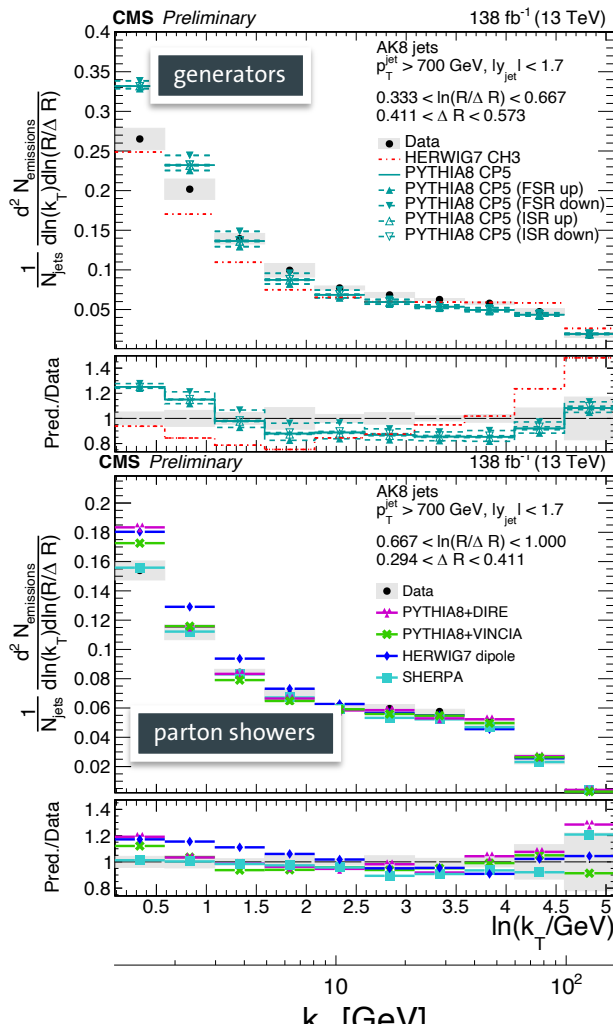 CMS Preliminary 138 fb⁻¹ (13 TeV)
0.4
0.35
0.3
0.25
0.2
0.15
0.1
0.05
1/N_jets d² N_emissions / dln(k_T)dln(R/Δ R)
generators
AK8 jets
p_T^jet > 700 GeV, |y_jet| < 1.7
0.333 < ln(R/Δ R) < 0.667
0.411 < Δ R < 0.573
Data
HERWIG7 CH3
PYTHIA8 CP5
PYTHIA8 CP5 (FSR up)
PYTHIA8 CP5 (FSR down)
PYTHIA8 CP5 (ISR up)
PYTHIA8 CP5 (ISR down)
Pred./Data
1.4
1.2
1
0.8
CMS Preliminary 138 fb⁻¹ (13 TeV)
0.2
0.18
0.16
0.14
0.12
0.1
0.08
0.06
0.04
0.02
1/N_jets d² N_emissions / dln(k_T)dln(R/Δ R)
AK8 jets
p_T^jet > 700 GeV, |y_jet| < 1.7
0.667 < ln(R/Δ R) < 1.000
0.294 < Δ R < 0.411
Data
PYTHIA8+DIRE
PYTHIA8+VINCIA
HERWIG7 dipole
SHERPA
parton showers
Pred./Data
1.4
1.2
1
0.8
0.5 1 1.5 2 2.5 3 3.5 4 4.5 5
ln(k_T/GeV)
10 10²
k [GeV]